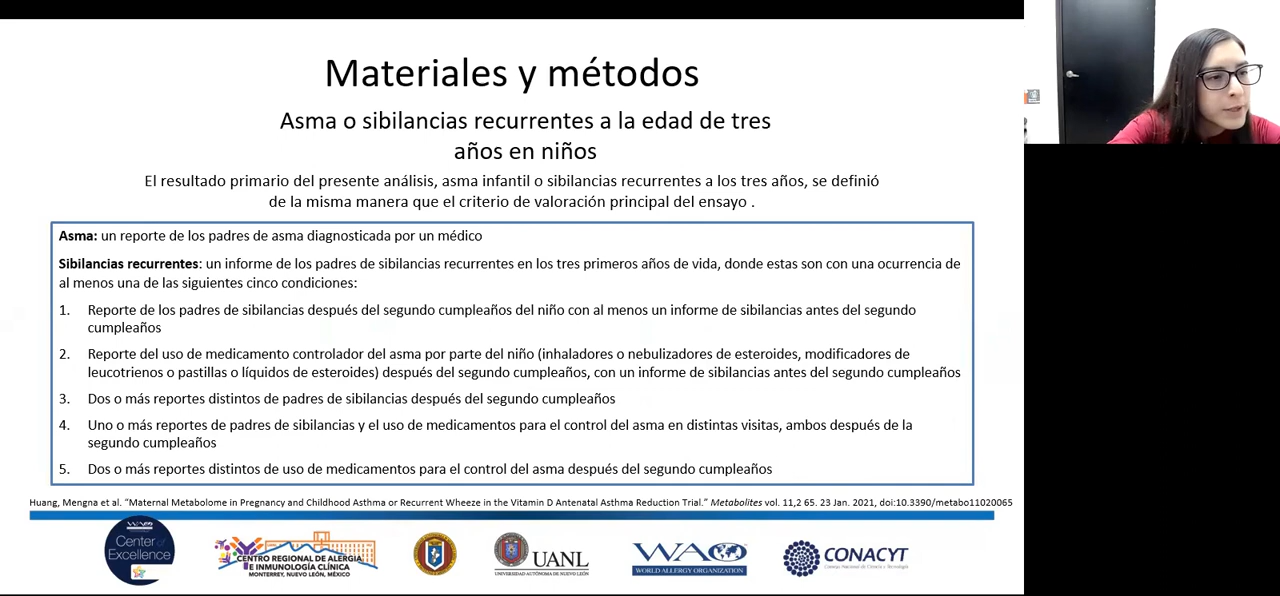 Materiales y métodos
Asma o sibilancias recurrentes a la edad de tres
años en niños
El resultado primario del presente análisis, asma infantil o sibilancias recurrentes a los tres años, se definió
de la misma manera que el criterio de valoración principal del ensayo .
Asma: un reporte de los padres de asma diagnosticada por un médico
Sibilancias recurrentes: un informe de los padres de sibilancias recurrentes en los tres primeros años de vida, donde estas son con una ocurrencia de
al menos una de las siguientes cinco condiciones:
1. Reporte de los padres de sibilancias después del segundo cumpleaños del niño con al menos un informe de sibilancias antes del segundo
cumpleaños
2. Reporte del uso de medicamento controlador del asma por parte del niño (inhaladores o nebulizadores de esteroides, modificadores de
leucotrienos o pastillas o líquidos de esteroides) después del segundo cumpleaños, con un informe de sibilancias antes del segundo cumpleaños
3. Dos o más reportes distintos de padres de sibilancias después del segundo cumpleaños
4. Uno o más reportes de padres de sibilancias y el uso de medicamentos para el control del asma en distintas visitas, ambos después de la
segundo cumpleaños
5. Dos o más reportes distintos de uso de medicamentos para el control del asma después del segundo cumpleaños
Huang, Mengna et al. “Maternal Metabolome in Pregnancy and Childhood Asthma or Recurrent Wheeze in the Vitamin D Antenatal Asthma Reduction Trial.” Metabolites vol. 11,2 65. 23 Jan. 2021, doi:10.3390/metabo11020065
WAO
Center of
Excellence
CENTRO REGIONAL DE ALERGIA
E INMUNOLOGÍA CLÍNICA
MONTERREY, NUEVO LEÓN, MÉXICO
UANL
UNIVERSIDAD AUTÓNOMA DE NUEVO LEÓN
WAO
WORLD ALLERGY ORGANIZATION
CONACYT
Consejo Nacional de Ciencia y Tecnología